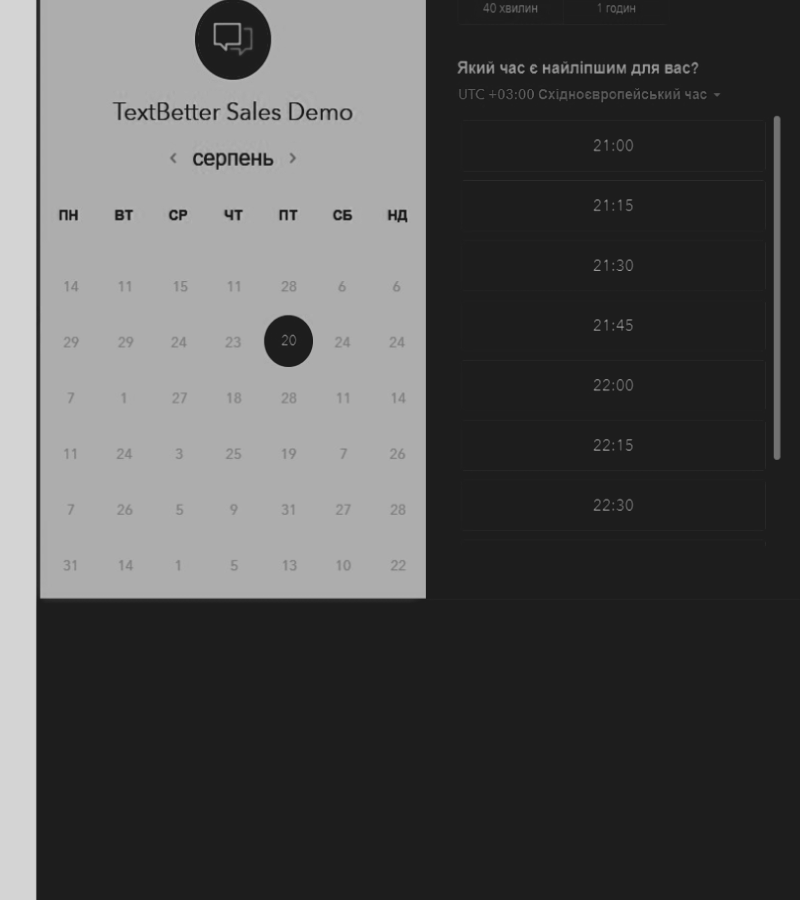 TextBetter Sales Demo
серпень
ПН ВТ СР ЧТ ПТ СБ НД
14 11 15 11 28 6 6
29 29 24 23 20 24 24
7 1 27 18 28 11 14
11 24 3 25 19 7 26
7 26 5 9 31 27 28
31 14 1 5 13 10 22
40 хвилин 1 годин
Який час є найліпшим для вас?
UTC +03:00 Східноєвропейський час
21:00
21:15
21:30
21:45
22:00
22:15
22:30